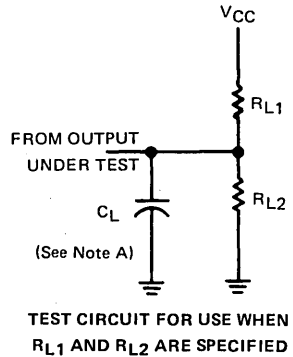 VCC
RL1
FROM OUTPUT
UNDER TEST
RL2
CL
(See Note A)
TEST CIRCUIT FOR USE WHEN
RL1 AND RL2 ARE SPECIFIED